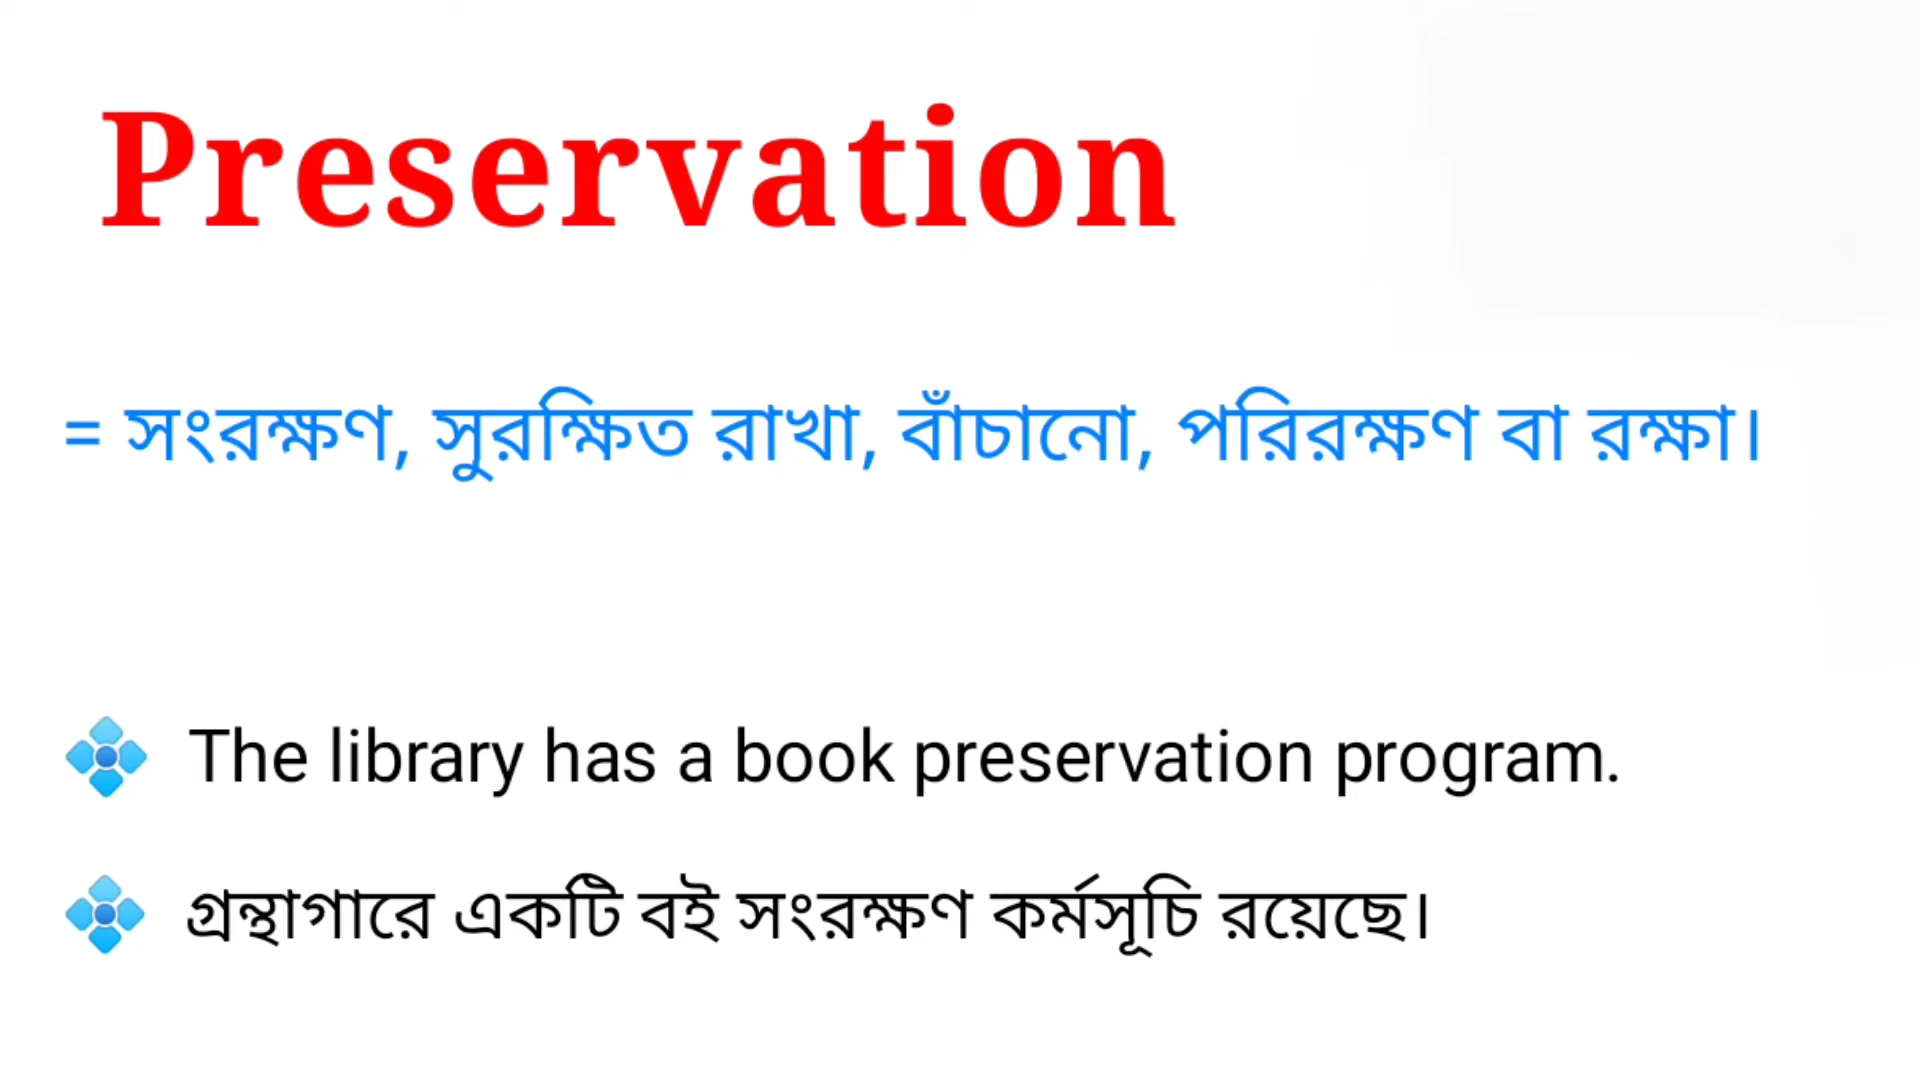 Preservation
= সংরক্ষণ, সুরক্ষিত রাখা, বাঁচানো, পরিরক্ষণ বা রক্ষা।
💠 The library has a book preservation program.
💠 গ্রন্থাগারে একটি বই সংরক্ষণ কর্মসূচি রয়েছে।